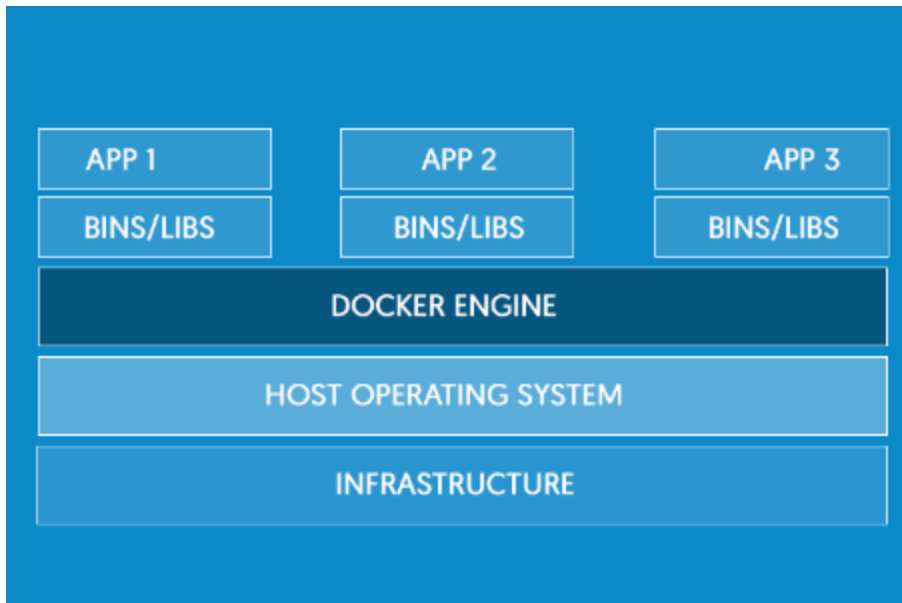 APP 1
APP 2
APP 3
BINS/LIBS
BINS/LIBS
BINS/LIBS
DOCKER ENGINE
HOST OPERATING SYSTEM
INFRASTRUCTURE